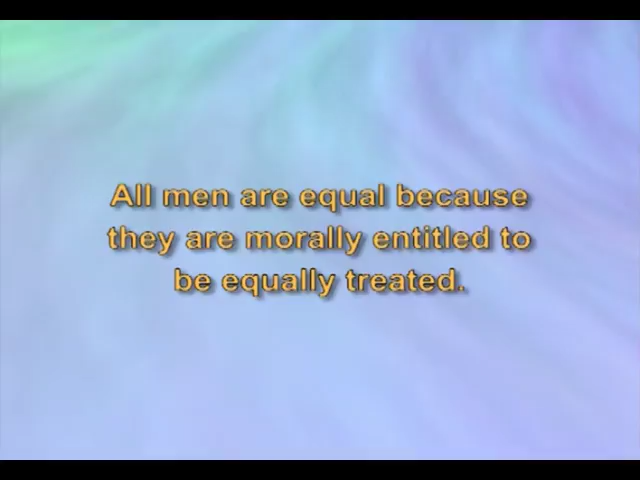 All men are equal because
they are morally entitled to
be equally treated.